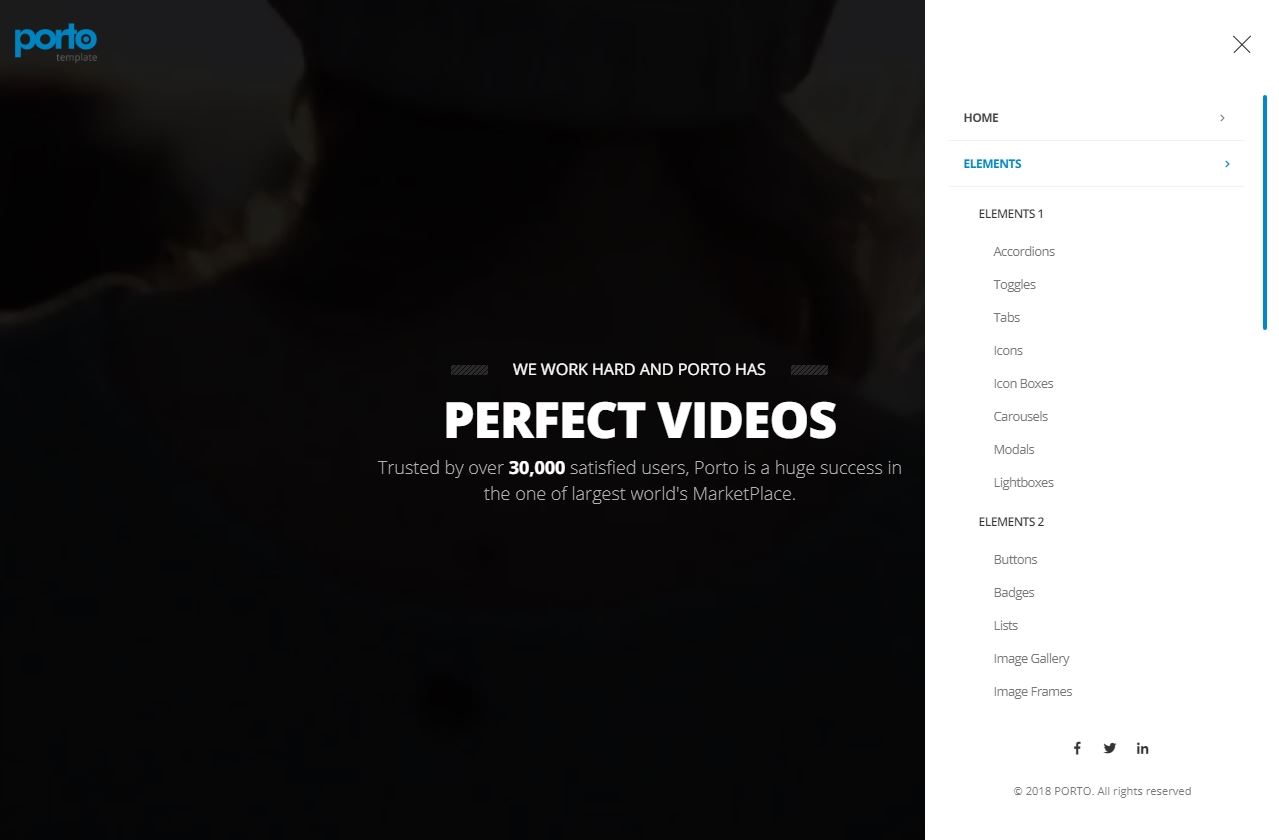 porto
template
WE WORK HARD AND PORTO HAS
PERFECT VIDEOS
Trusted by over 30,000 satisfied users, Porto is a huge success in
the one of largest world's MarketPlace.
HOME
ELEMENTS
ELEMENTS 1
Accordions
Toggles
Tabs
Icons
Icon Boxes
Carousels
Modals
Lightboxes
ELEMENTS 2
Buttons
Badges
Lists
Image Gallery
Image Frames
© 2018 PORTO. All rights reserved